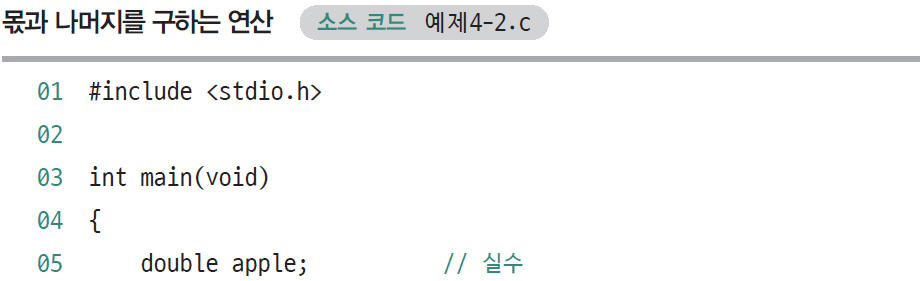 몫과 나머지를 구하는 연산 소스 코드 예제4-2.c
01 #include <stdio.h>
02
03 int main(void)
04 {
05 double apple; // 실수